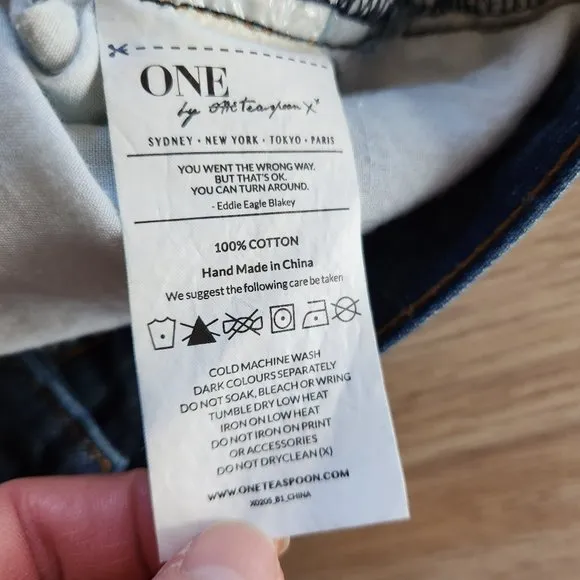 ONE
by one teaspoon x
SYDNEY • NEW YORK • TOKYO • PARIS
YOU WENT THE WRONG WAY.
BUT THAT'S OK.
YOU CAN TURN AROUND.
- Eddie Eagle Blakey
100% COTTON
Hand Made in China
We suggest the following care be taken
COLD MACHINE WASH
DARK COLOURS SEPARATELY
DO NOT SOAK, BLEACH OR WRING
TUMBLE DRY LOW HEAT
IRON ON LOW HEAT
DO NOT IRON ON PRINT
OR ACCESSORIES
DO NOT DRYCLEAN (X)
WWW.ONETEASPOON.COM
X0205_B1_CHINA